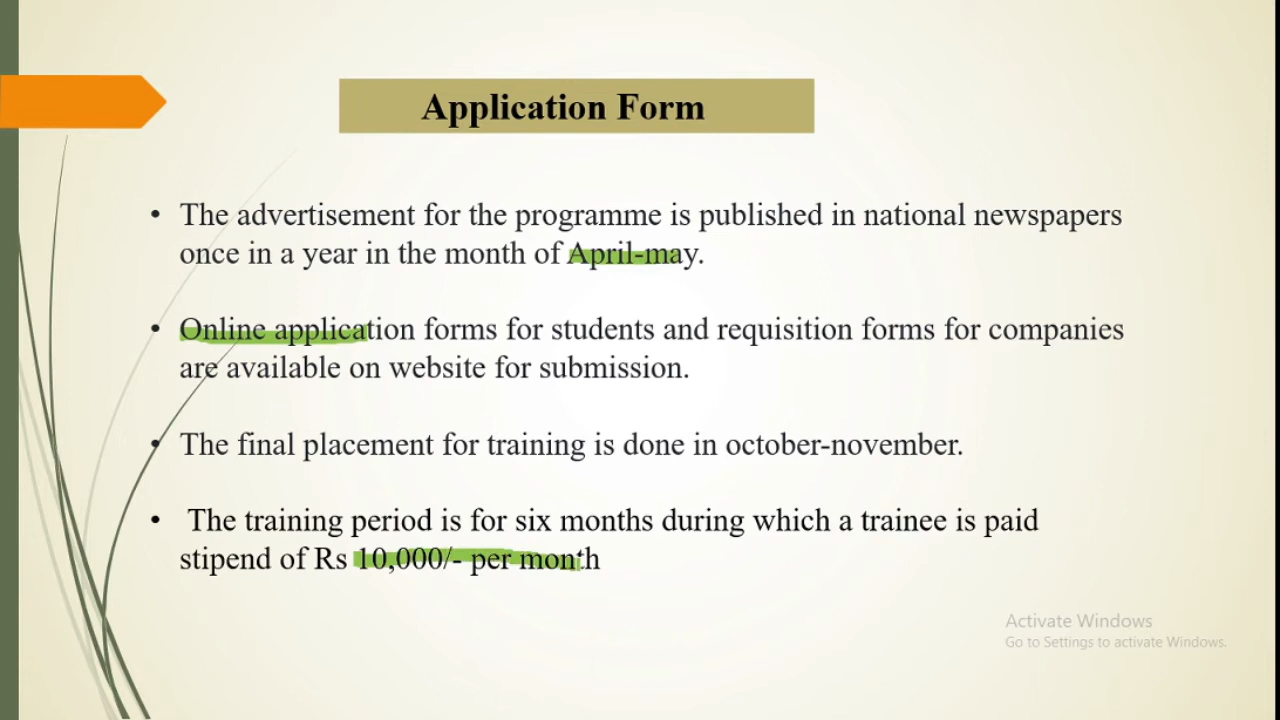 Application Form
• The advertisement for the programme is published in national newspapers
once in a year in the month of April-may.
• Online application forms for students and requisition forms for companies
are available on website for submission.
• The final placement for training is done in october-november.
• The training period is for six months during which a trainee is paid
stipend of Rs 10,000/- per month
Activate Windows
Go to Settings to activate Windows.